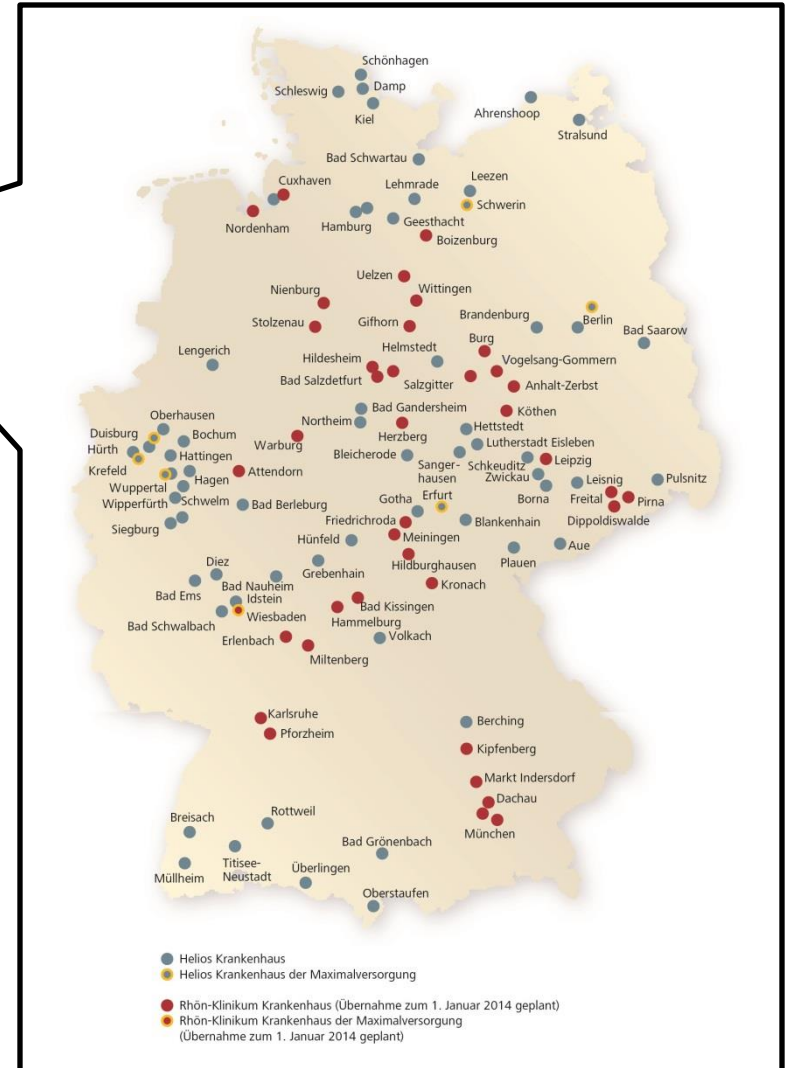 Schönhagen
Schleswig
Damp
Kiel
Ahrenshoop
Stralsund
Bad Schwartau
Cuxhaven
Lehmrade
Leezen
Schwerin
Nordenham
Hamburg
Geesthacht
Boizenburg
Uelzen
Nienburg
Wittingen
Stolzenau
Gifhorn
Brandenburg
Berlin
Bad Saarow
Burg
Helmstedt
Lengerich
Hildesheim
Vogelsang-Gommern
Bad Salzdetfurt
Salzgitter
Anhalt-Zerbst
Oberhausen
Bad Gandersheim
Köthen
Duisburg
Bochum
Northeim
Herzberg
Hettstedt
Hürth
Hattingen
Warburg
Lutherstadt Eisleben
Krefeld
Bleicherode
Sanger-
hausen
Schkeuditz
Leipzig
Attendorn
Zwickau
Leisnig
Pulsnitz
Wuppertal
Hagen
Wipperfürth
Schwelm
Bad Berleburg
Gotha
Erfurt
Borna
Freital
Pirna
Siegburg
Friedrichroda
Blankenhain
Dippoldiswalde
Hünfeld
Meiningen
Aue
Diez
Grebenhain
Hildburghausen
Plauen
Bad Nauheim
Kronach
Bad Ems
Idstein
Bad Kissingen
Wiesbaden
Hammelburg
Bad Schwalbach
Erlenbach
Volkach
Miltenberg
Karlsruhe
Berching
Pforzheim
Kipfenberg
Markt Indersdorf
Dachau
Breisach
Rottweil
München
Bad Grönenbach
Müllheim
Titisee-
Neustadt
Überlingen
Oberstaufen
Helios Krankenhaus
Helios Krankenhaus der Maximalversorgung
Rhön-Klinikum Krankenhaus (Übernahme zum 1. Januar 2014 geplant)
Rhön-Klinikum Krankenhaus der Maximalversorgung
(Übernahme zum 1. Januar 2014 geplant)